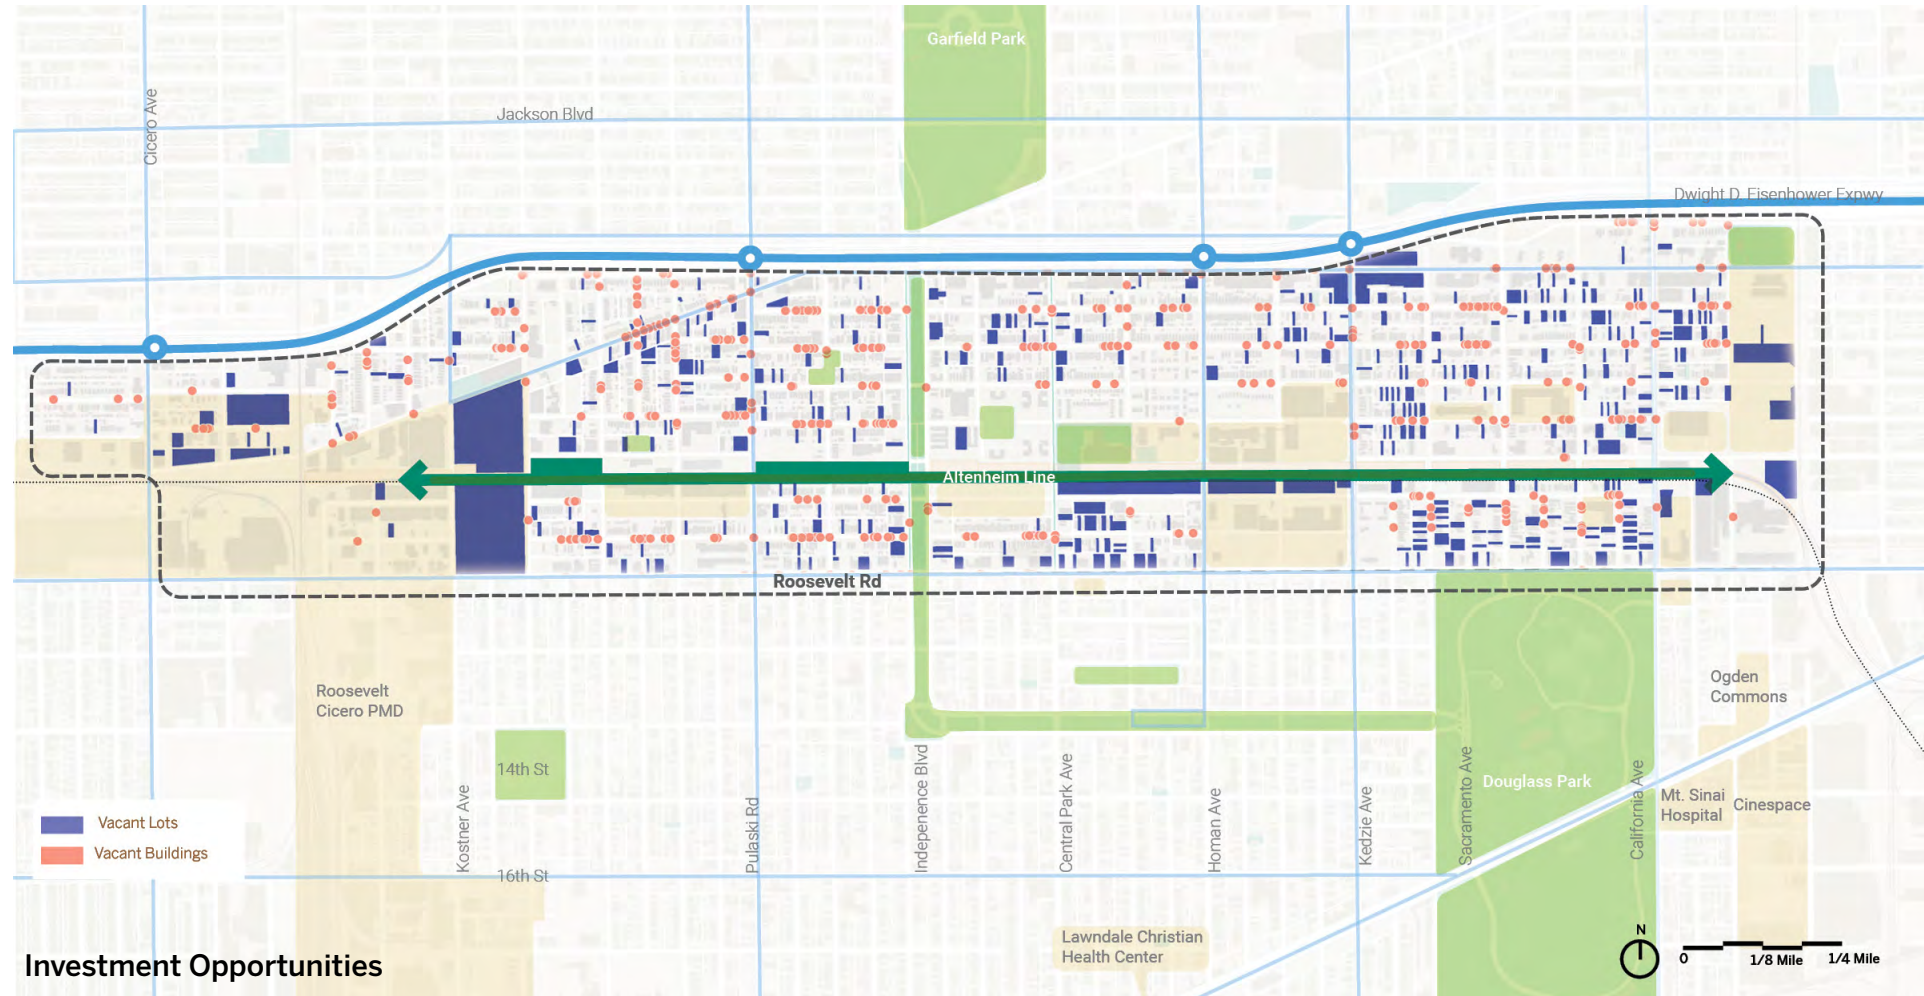 Garfield Park
Cicero Ave
Jackson Blvd
Dwight D. Eisenhower Expwy
Altenheim Line
Roosevelt Rd
Roosevelt
Cicero PMD
Ogden
Commons
14th St
Kostner Ave
Pulaski Rd
Indepenence Blvd
Central Park Ave
Homan Ave
Kedzie Ave
Sacramento Ave
California Ave
Douglass Park
Mt. Sinai
Hospital
Cinespace
Vacant Lots
Vacant Buildings
16th St
Lawndale Christian
Health Center
N
0
1/8 Mile
1/4 Mile
Investment Opportunities